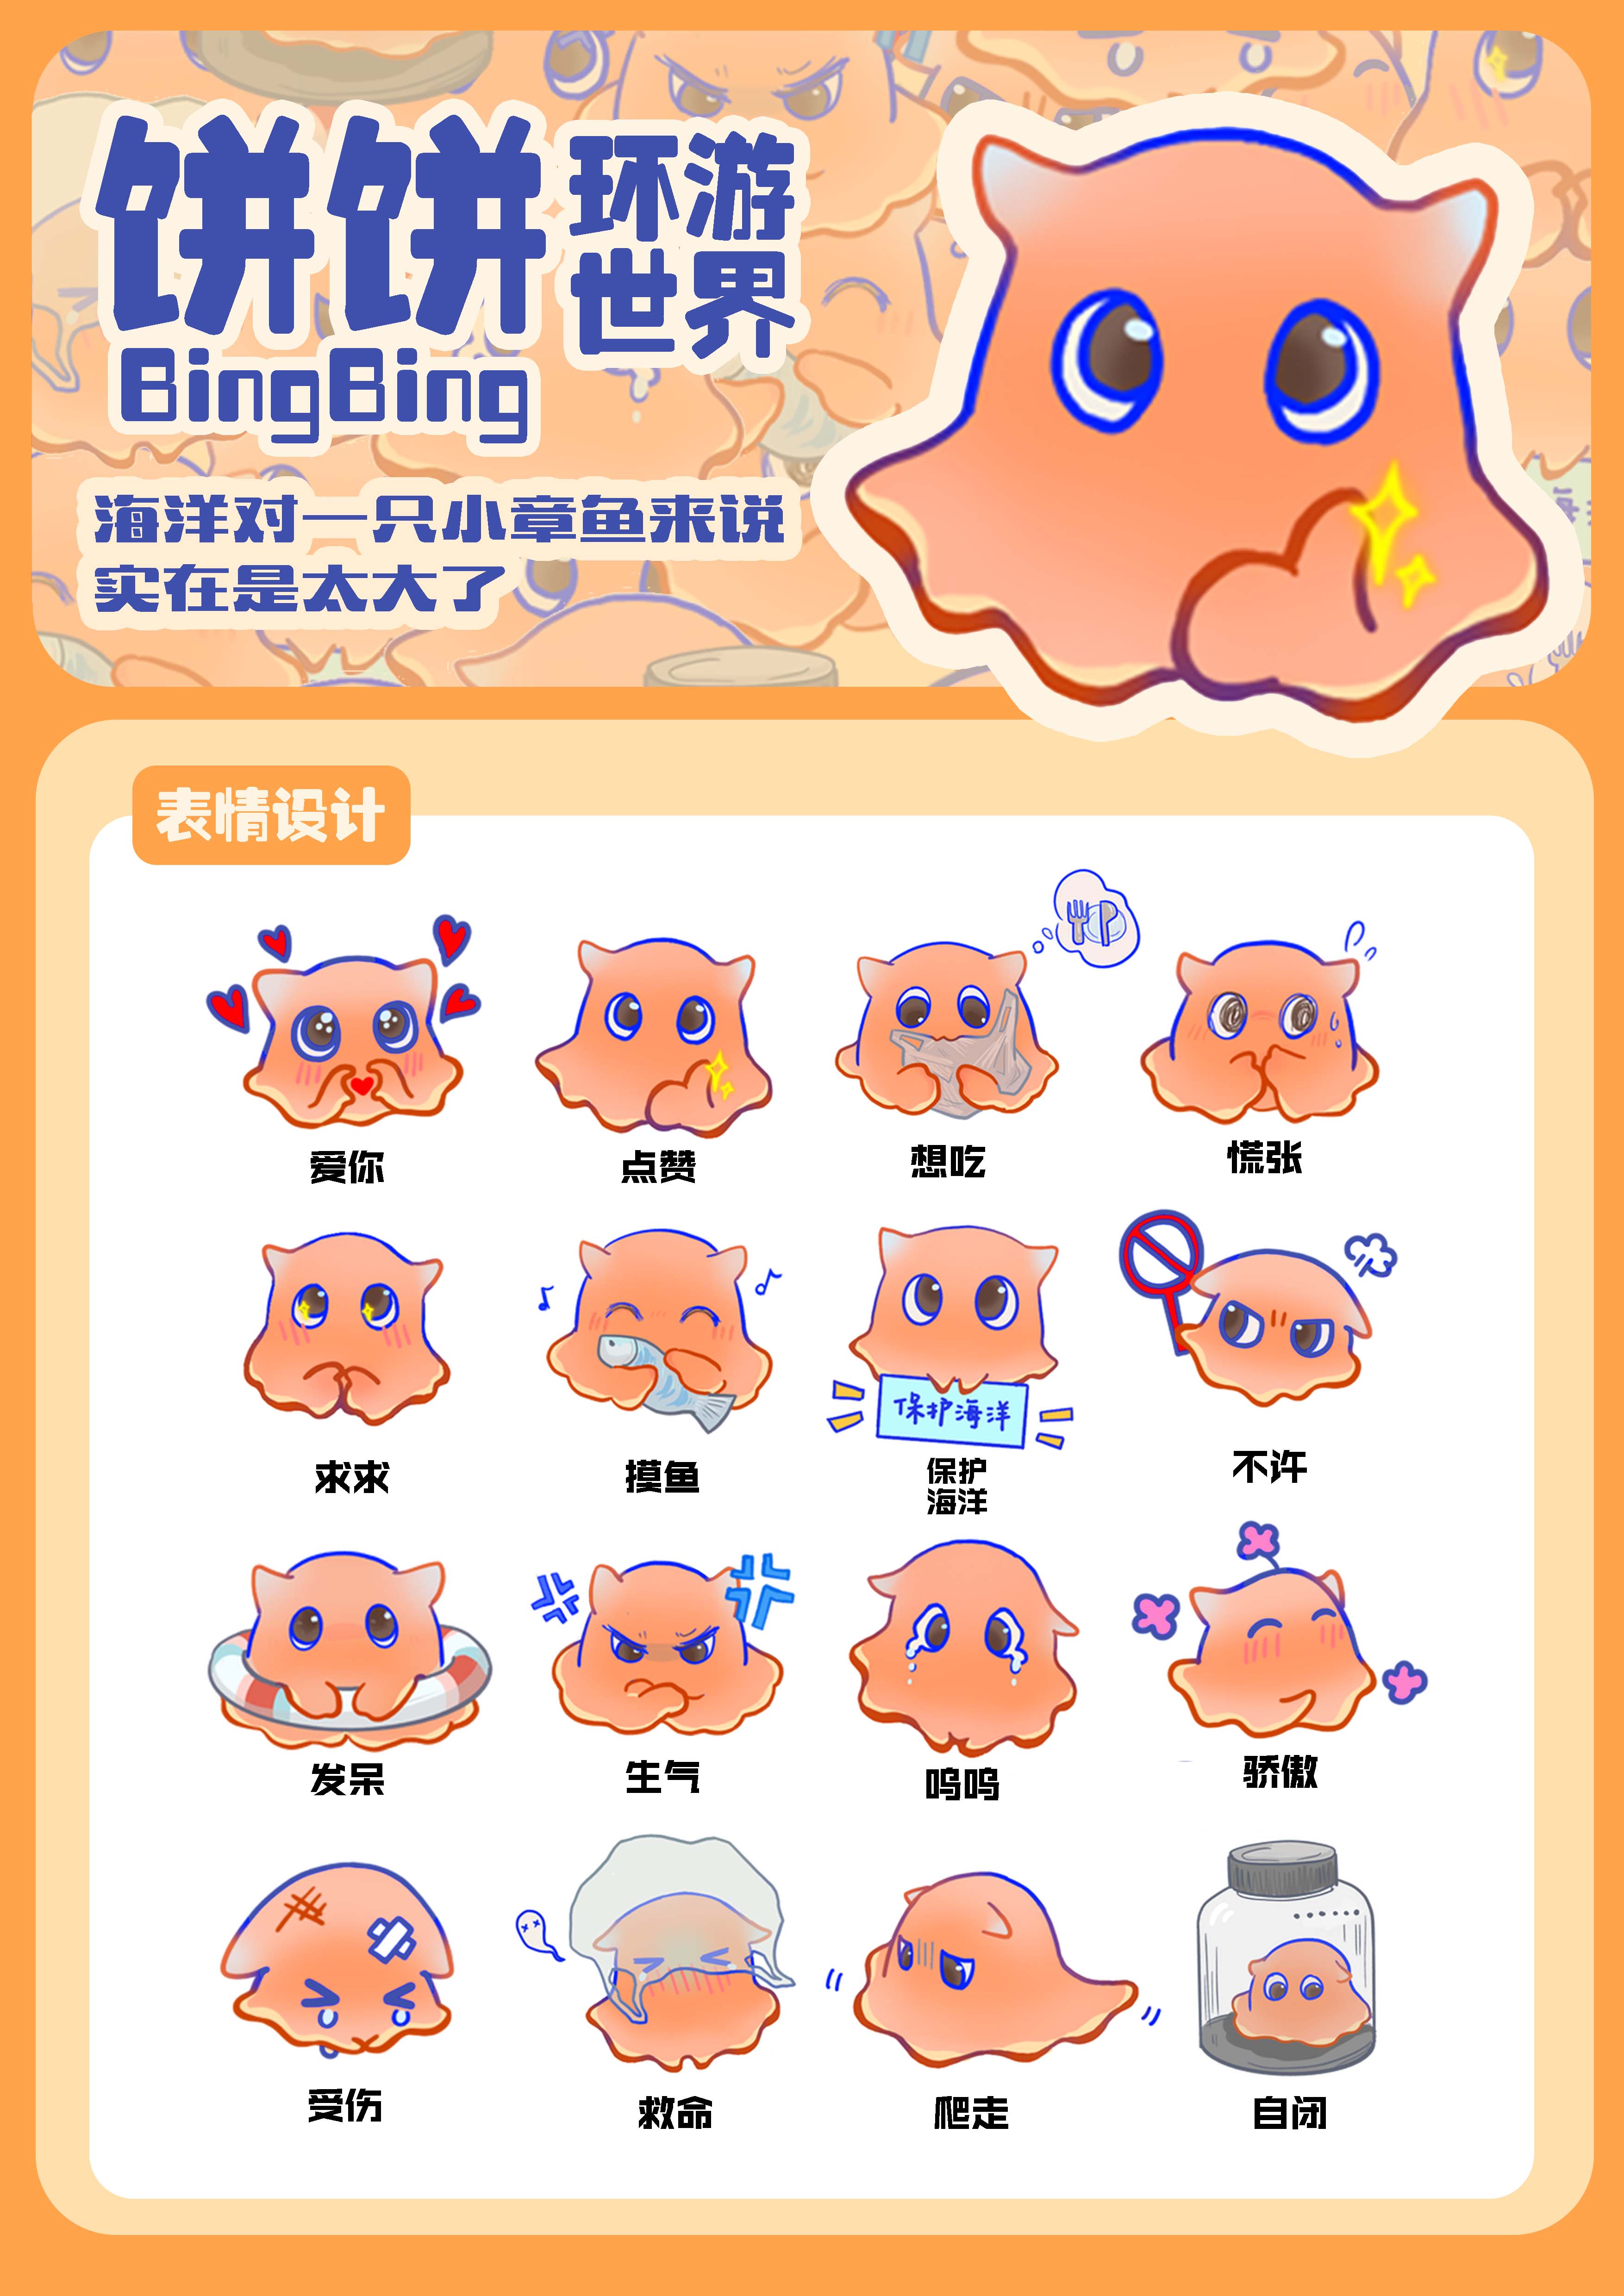 饼饼
环游
世界
BingBing
海洋对一只小章鱼来说
实在是太大了
表情设计
爱你
点赞
想吃
慌张
求求
摸鱼
保护海洋
保护
海洋
不许
发呆
生气
呜呜
骄傲
受伤
救命
爬走
自闭